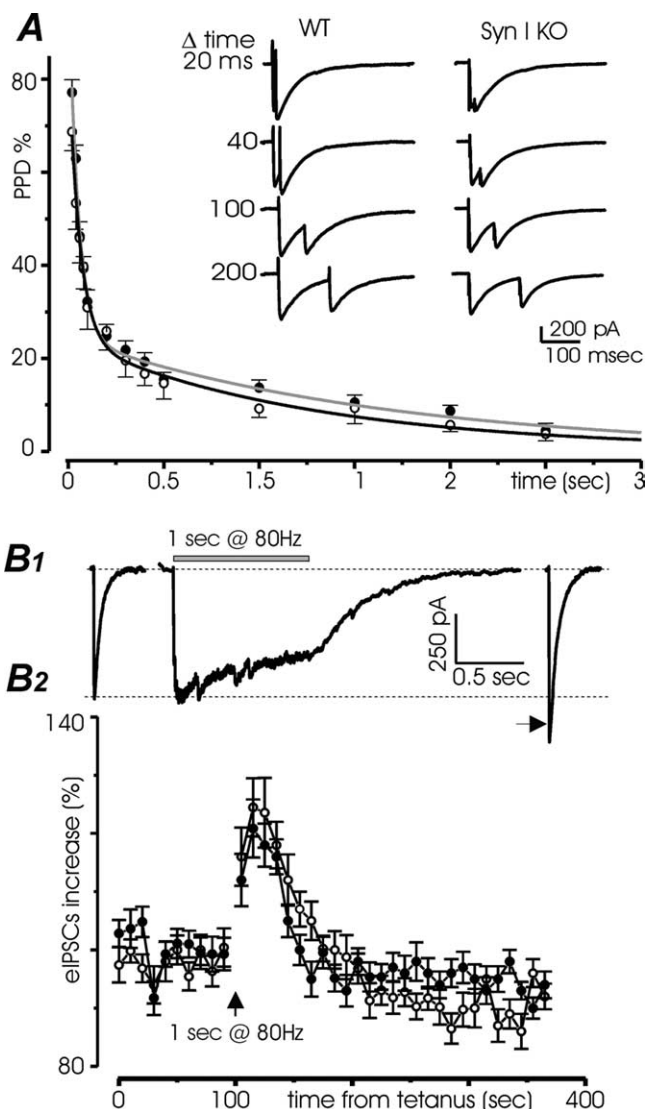 A
WT
Syn I KO
Δ time
20 ms
40
100
200
200 pA
100 msec
PPD %
80
60
40
20
0
0
0.5
1.5
1
2
time (sec)
3
B1
1 sec @ 80Hz
250 pA
0.5 sec
B2
eIPSCs increase (%)
140
80
1 sec @ 80Hz
0
100
time from tetanus (sec)
400